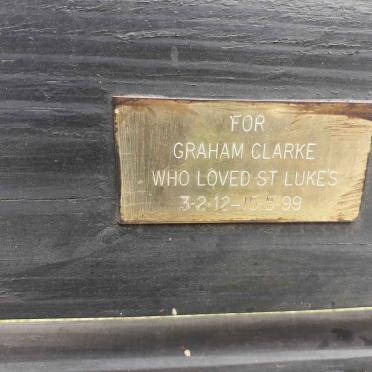 FOR
GRAHAM CLARKE
WHO LOVED ST LUKE'S
3-2-12-15-5-99